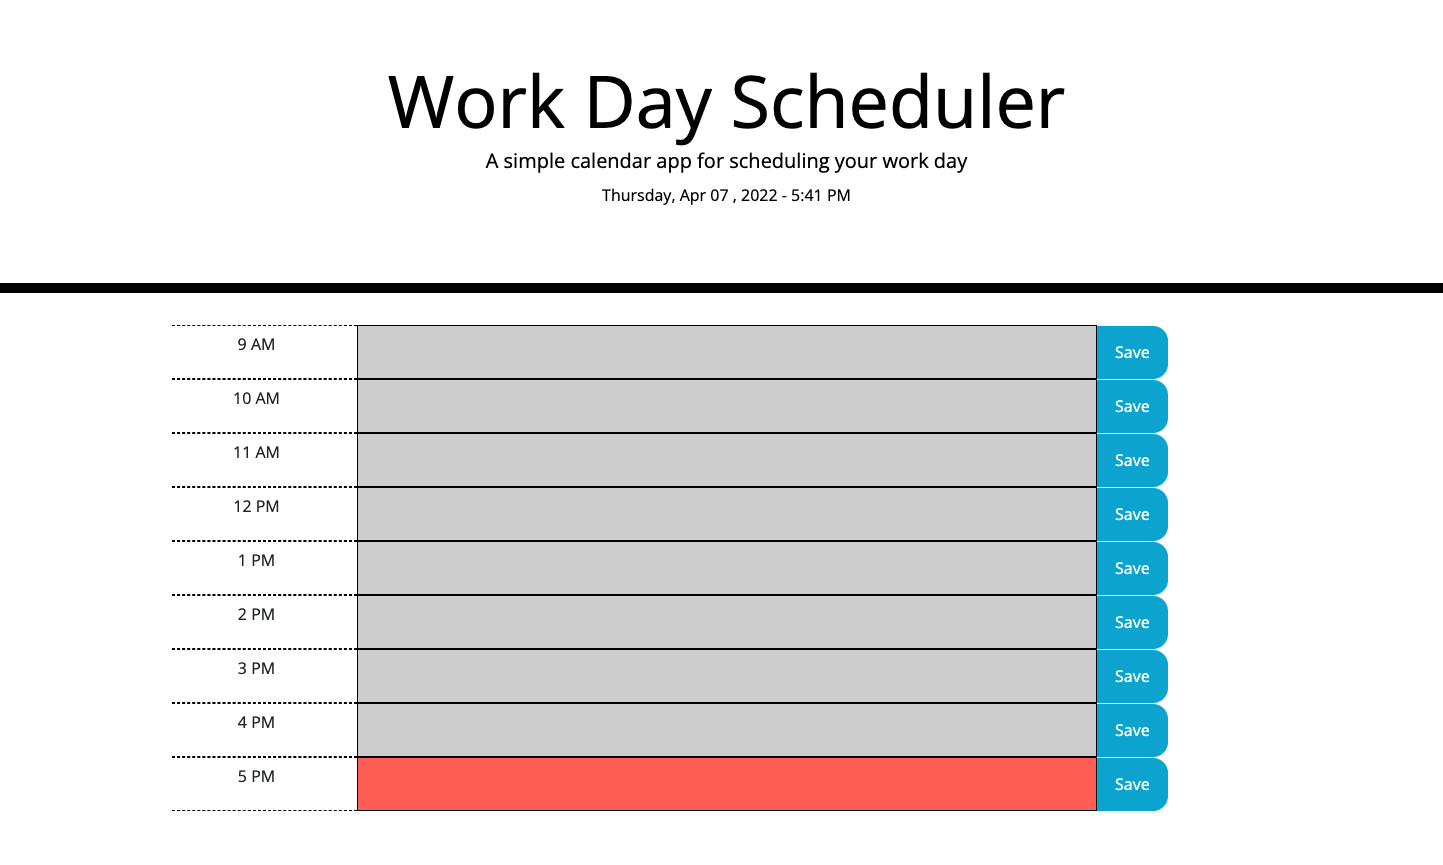 Work Day Scheduler
A simple calendar app for scheduling your work day
Thursday, Apr 07 , 2022 - 5:41 PM
9 AM Save
10 AM Save
11 AM Save
12 PM Save
1 PM Save
2 PM Save
3 PM Save
4 PM Save
5 PM Save